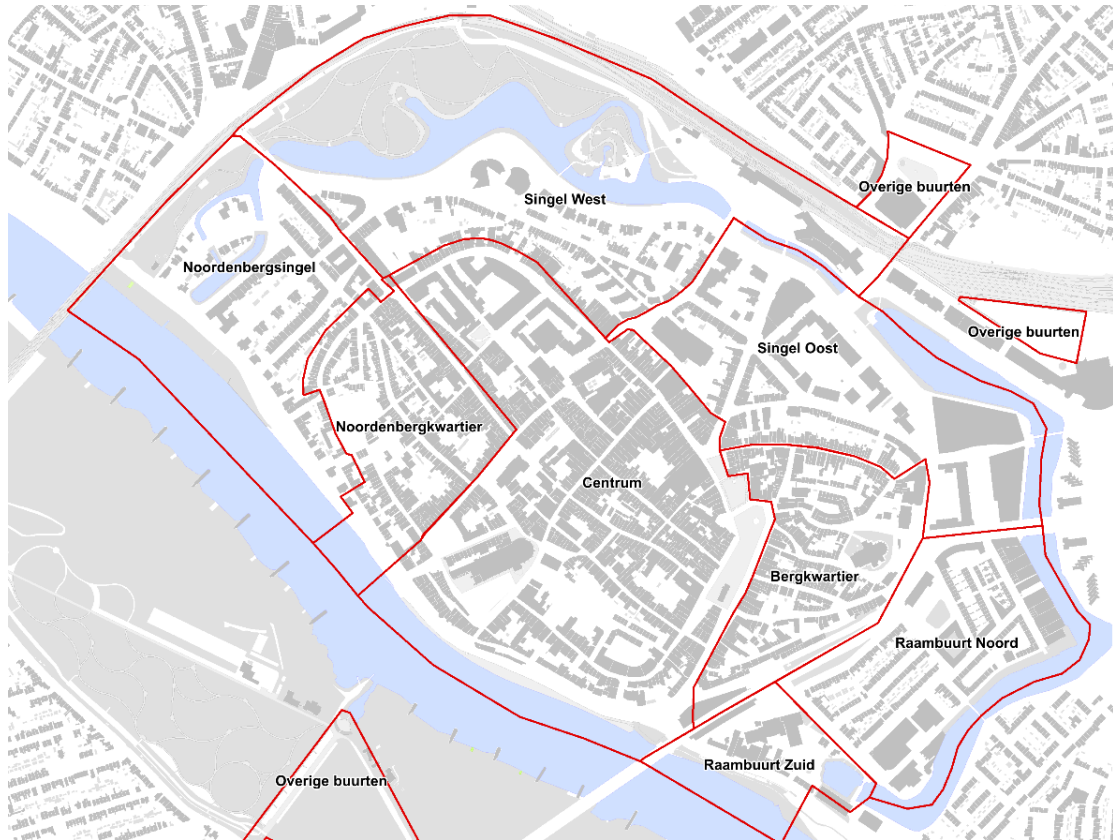 Overige buurten
Singel West
Noordenbergsingel
Overige buurten
Singel Oost
Noordenbergkwartier
Centrum
Bergkwartier
Raambuurt Noord
Raambuurt Zuid
Overige buurten